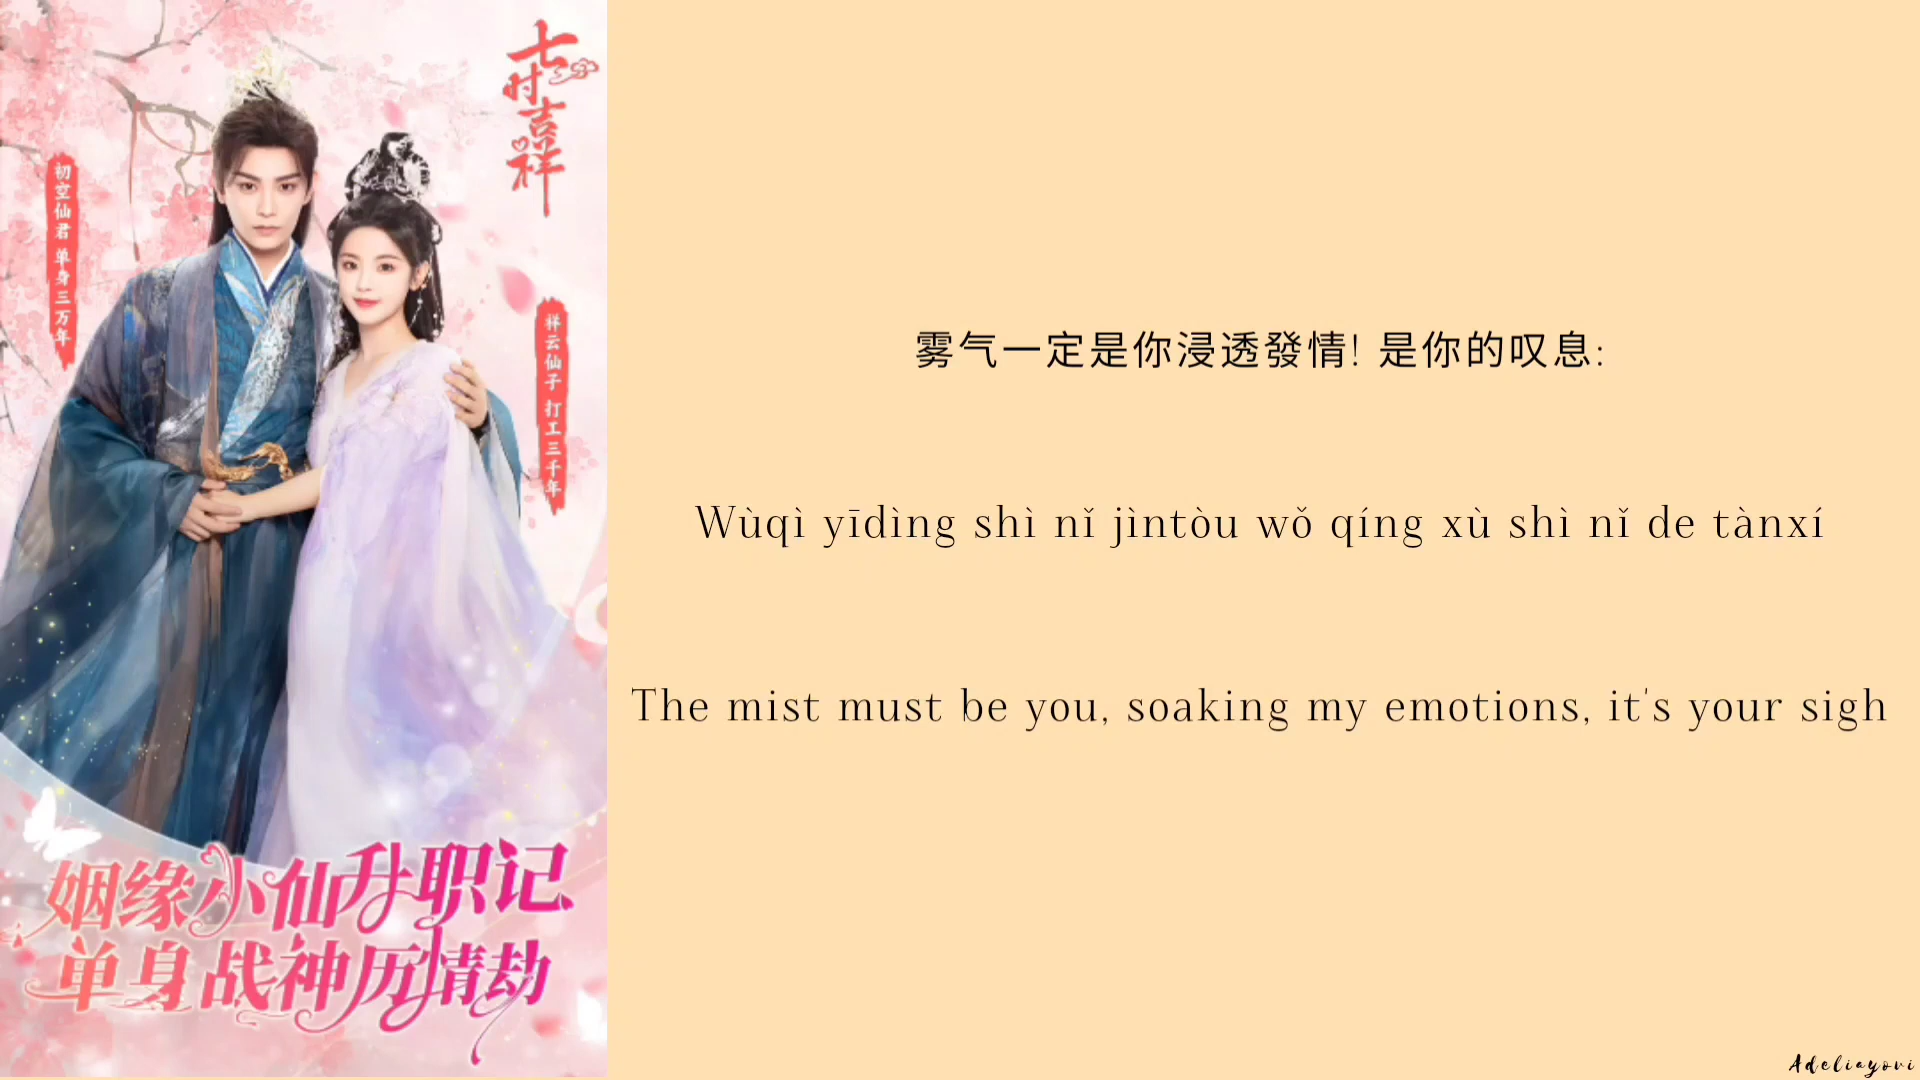 七时吉祥
初空仙君 单身三万年
祥云仙子 打工三千年
姻缘小仙升职记
单身战神历情劫
雾气一定是你浸透發情! 是你的叹息:
Wùqì yīdìng shì nǐ jìntòu wǒ qíng xù shì nǐ de tànxí
The mist must be you, soaking my emotions, it's your sigh
Adeliayovi